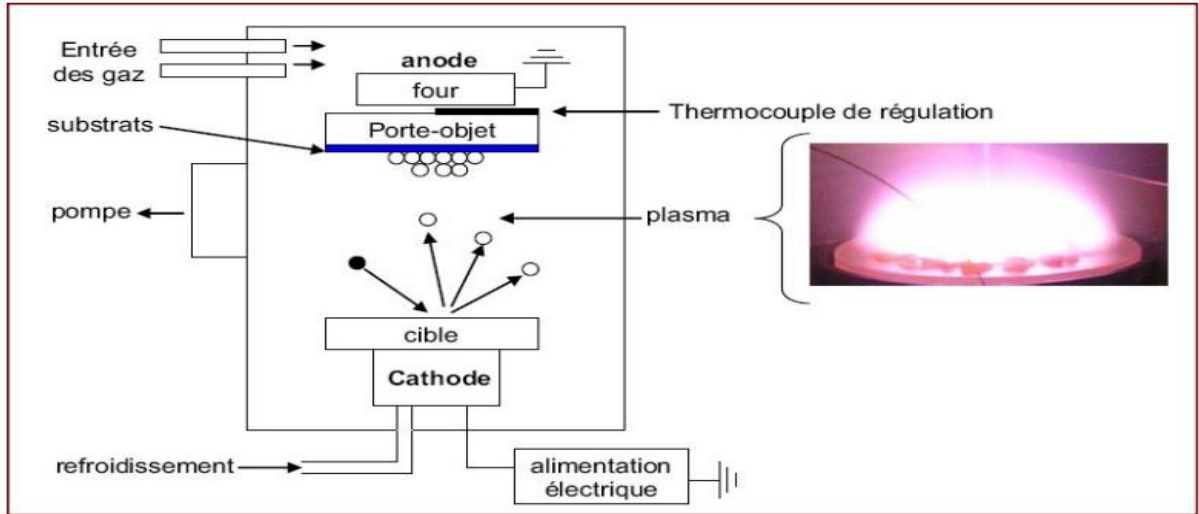 Entrée
des gaz
anode
four
Thermocouple de régulation
substrats
Porte-objet
pompe
plasma
cible
Cathode
refroidissement
alimentation
électrique